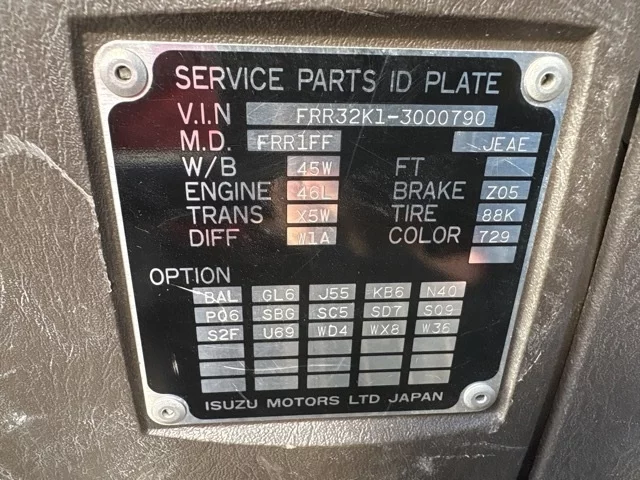 SERVICE PARTS ID PLATE
V.I.N FRR32K1-3000790
M.D. FRR1FF JEAE
W/B 45W FT
ENGINE 46L BRAKE Z05
TRANS X5W TIRE 88K
DIFF W1A COLOR 729
OPTION
BAL GL6 J55 KB6 N40
P06 SBG SC5 SD7 S09
S2F U69 WD4 WX8 W36
ISUZU MOTORS LTD JAPAN